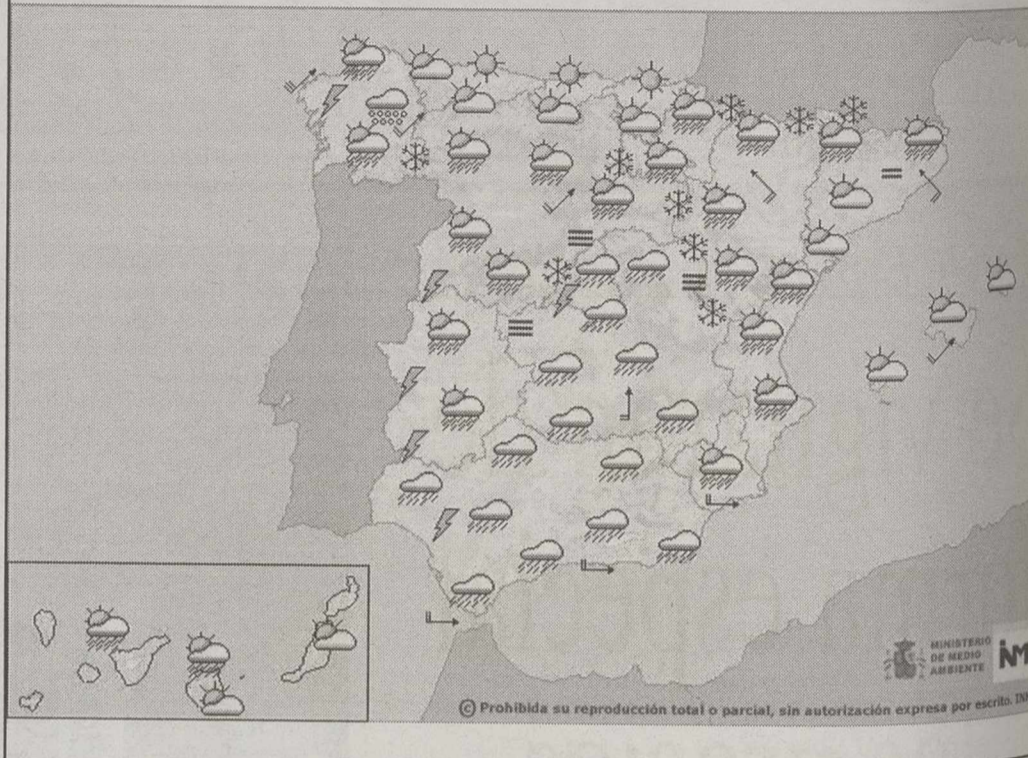 MINISTERIO
DE MEDIO
AMBIENTE
© Prohibida su reproducción total o parcial, sin autorización expresa por escrito.